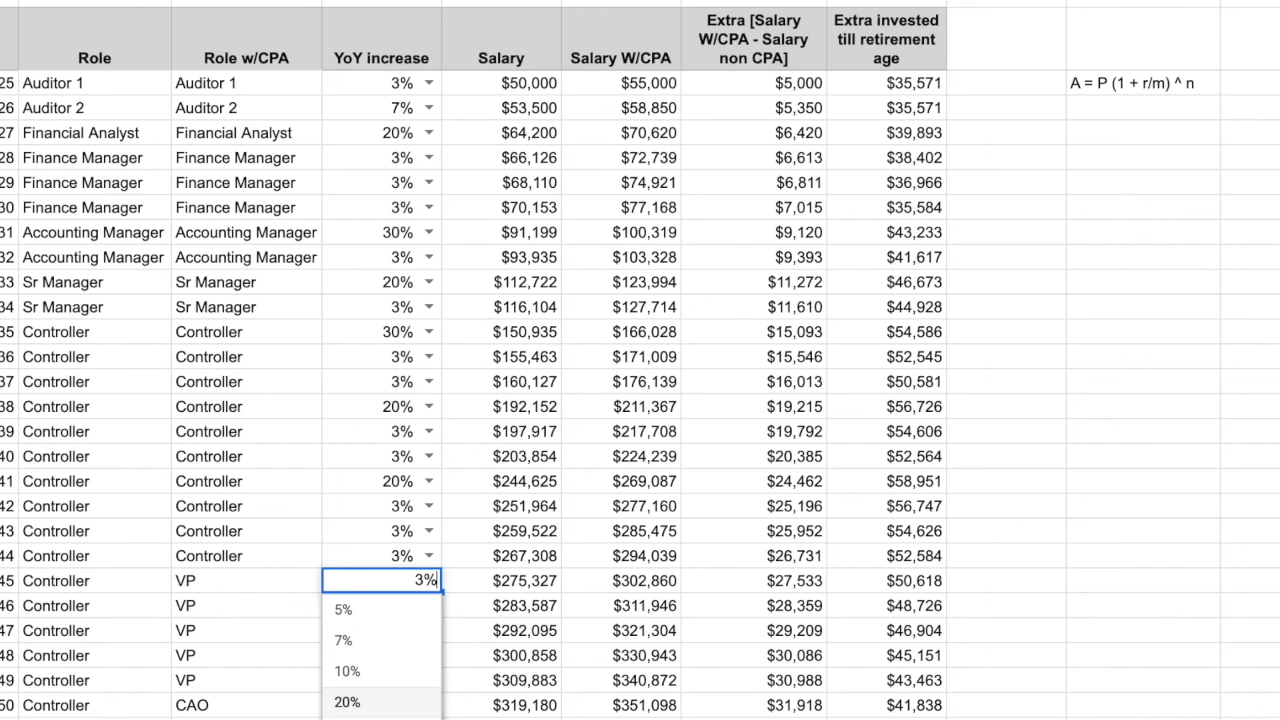 Role Role w/CPA YoY increase Salary Salary W/CPA Extra [Salary W/CPA - Salary non CPA] Extra invested till retirement age
25 Auditor 1 Auditor 1 3% $50,000 $55,000 $5,000 $35,571 A = P (1 + r/m) ^ n
26 Auditor 2 Auditor 2 7% $53,500 $58,850 $5,350 $35,571
27 Financial Analyst Financial Analyst 20% $64,200 $70,620 $6,420 $39,893
28 Finance Manager Finance Manager 3% $66,126 $72,739 $6,613 $38,402
29 Finance Manager Finance Manager 3% $68,110 $74,921 $6,811 $36,966
30 Finance Manager Finance Manager 3% $70,153 $77,168 $7,015 $35,584
31 Accounting Manager Accounting Manager 30% $91,199 $100,319 $9,120 $43,233
32 Accounting Manager Accounting Manager 3% $93,935 $103,328 $9,393 $41,617
33 Sr Manager Sr Manager 20% $112,722 $123,994 $11,272 $46,673
34 Sr Manager Sr Manager 3% $116,104 $127,714 $11,610 $44,928
35 Controller Controller 30% $150,935 $166,028 $15,093 $54,586
36 Controller Controller 3% $155,463 $171,009 $15,546 $52,545
37 Controller Controller 3% $160,127 $176,139 $16,013 $50,581
38 Controller Controller 20% $192,152 $211,367 $19,215 $56,726
39 Controller Controller 3% $197,917 $217,708 $19,792 $54,606
40 Controller Controller 3% $203,854 $224,239 $20,385 $52,564
41 Controller Controller 20% $244,625 $269,087 $24,462 $58,951
42 Controller Controller 3% $251,964 $277,160 $25,196 $56,747
43 Controller Controller 3% $259,522 $285,475 $25,952 $54,626
44 Controller Controller 3% $267,308 $294,039 $26,731 $52,584
45 Controller VP 3% $275,327 $302,860 $27,533 $50,618
46 Controller VP 5% $283,587 $311,946 $28,359 $48,726
47 Controller VP 7% $292,095 $321,304 $29,209 $46,904
48 Controller VP $300,858 $330,943 $30,086 $45,151
49 Controller VP 10% $309,883 $340,872 $30,988 $43,463
50 Controller CAO 20% $319,180 $351,098 $31,918 $41,838